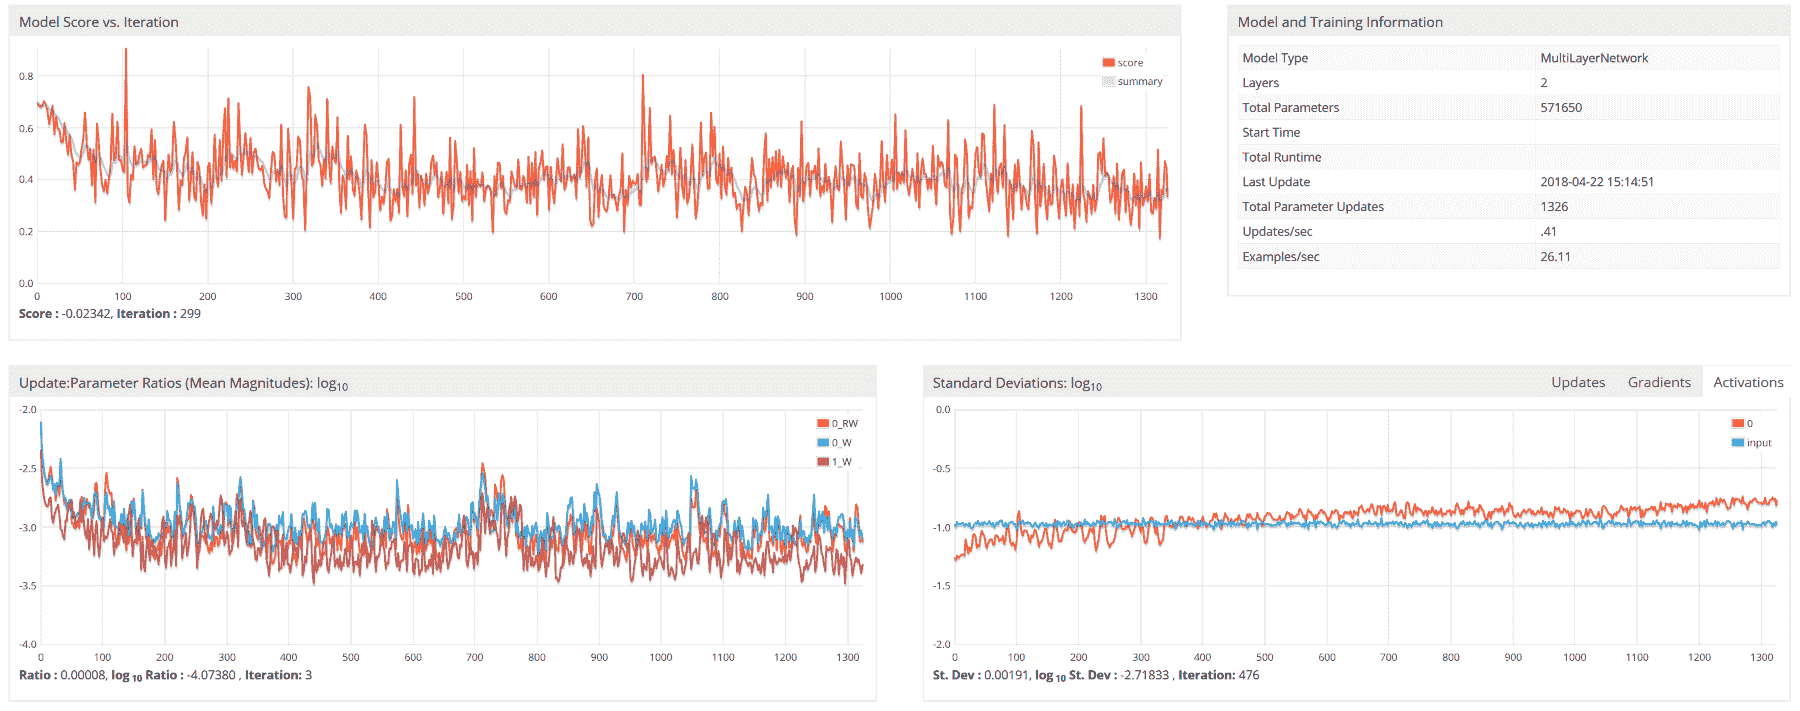 Model Score vs. Iteration
score
summary
0.8
0.6
0.4
0.2
0.0
0 100 200 300 400 500 600 700 800 900 1000 1100 1200 1300
Score : -0.02342, Iteration : 299
Model and Training Information
Model Type MultiLayerNetwork
Layers 2
Total Parameters 571650
Start Time
Total Runtime
Last Update 2018-04-22 15:14:51
Total Parameter Updates 1326
Updates/sec .41
Examples/sec 26.11
Update:Parameter Ratios (Mean Magnitudes): log10
0_RW
0_W
1_W
-2.0
-2.5
-3.0
-3.5
-4.0
0 100 200 300 400 500 600 700 800 900 1000 1100 1200 1300
Ratio : 0.00008, log10 Ratio : -4.07380 , Iteration: 3
Standard Deviations: log10 Updates Gradients Activations
0
input
0.0
-0.5
-1.0
-1.5
-2.0
0 100 200 300 400 500 600 700 800 900 1000 1100 1200 1300
St. Dev : 0.00191, log10 St. Dev : -2.71833 , Iteration: 476